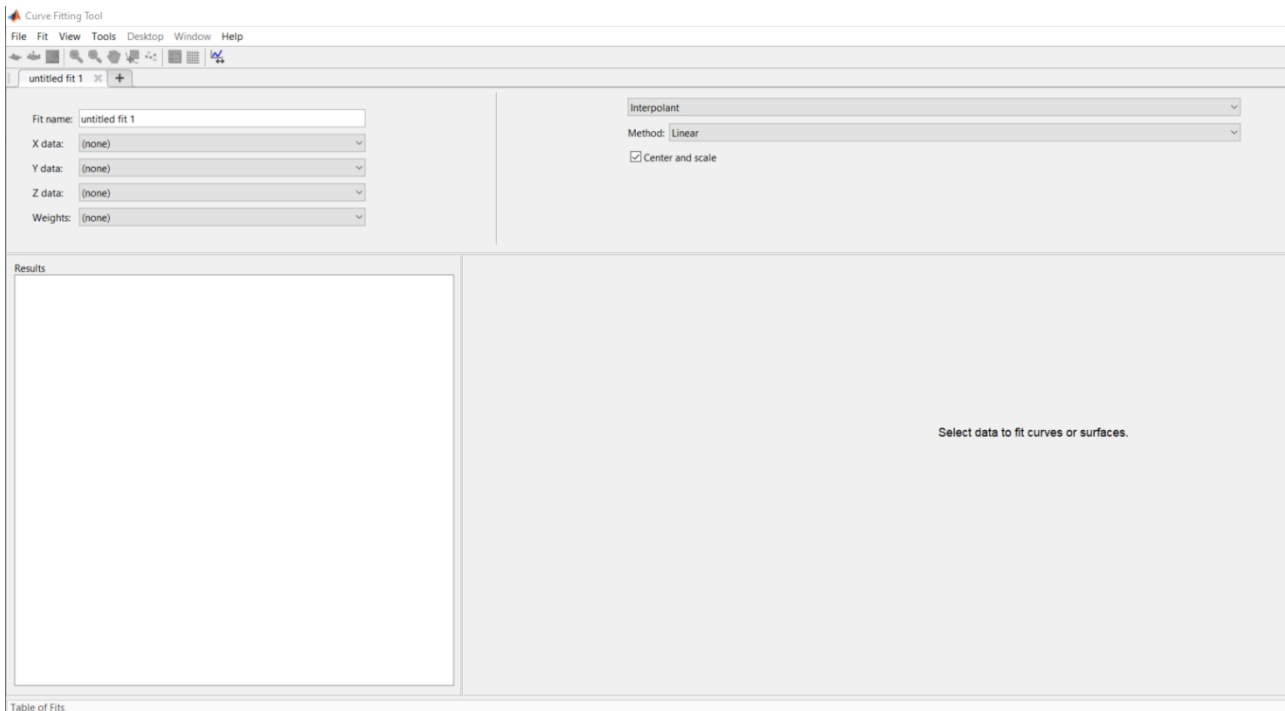 Curve Fitting Tool
File Fit View Tools Desktop Window Help
untitled fit 1
Fit name: untitled fit 1
X data: (none)
Y data: (none)
Z data: (none)
Weights: (none)
Interpolant
Method: Linear
Center and scale
Results
Select data to fit curves or surfaces.
Table of Fits